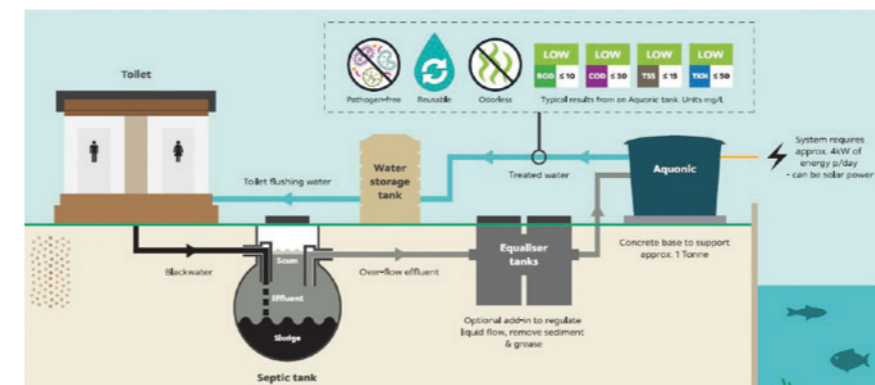 Toilet
Pathogen-free
Reusable
Odorless
LOW
LOW
LOW
LOW
BOD ≤ 10
COD ≤ 30
TSS ≤ 15
TKN ≤ 50
Typical results from an Aquonic tank. Units mg/l.
System requires
approx. 4kW of
energy p/day
- can be solar power
Water
storage
tank
Aquonic
Toilet flushing water
Treated water
Concrete base to support
approx. 1 Tonne
Blackwater
Scum
Over-flow effluent
Equaliser
tanks
Effluent
Sludge
Optional add-in to regulate
liquid flow, remove sediment
& grease
Septic tank